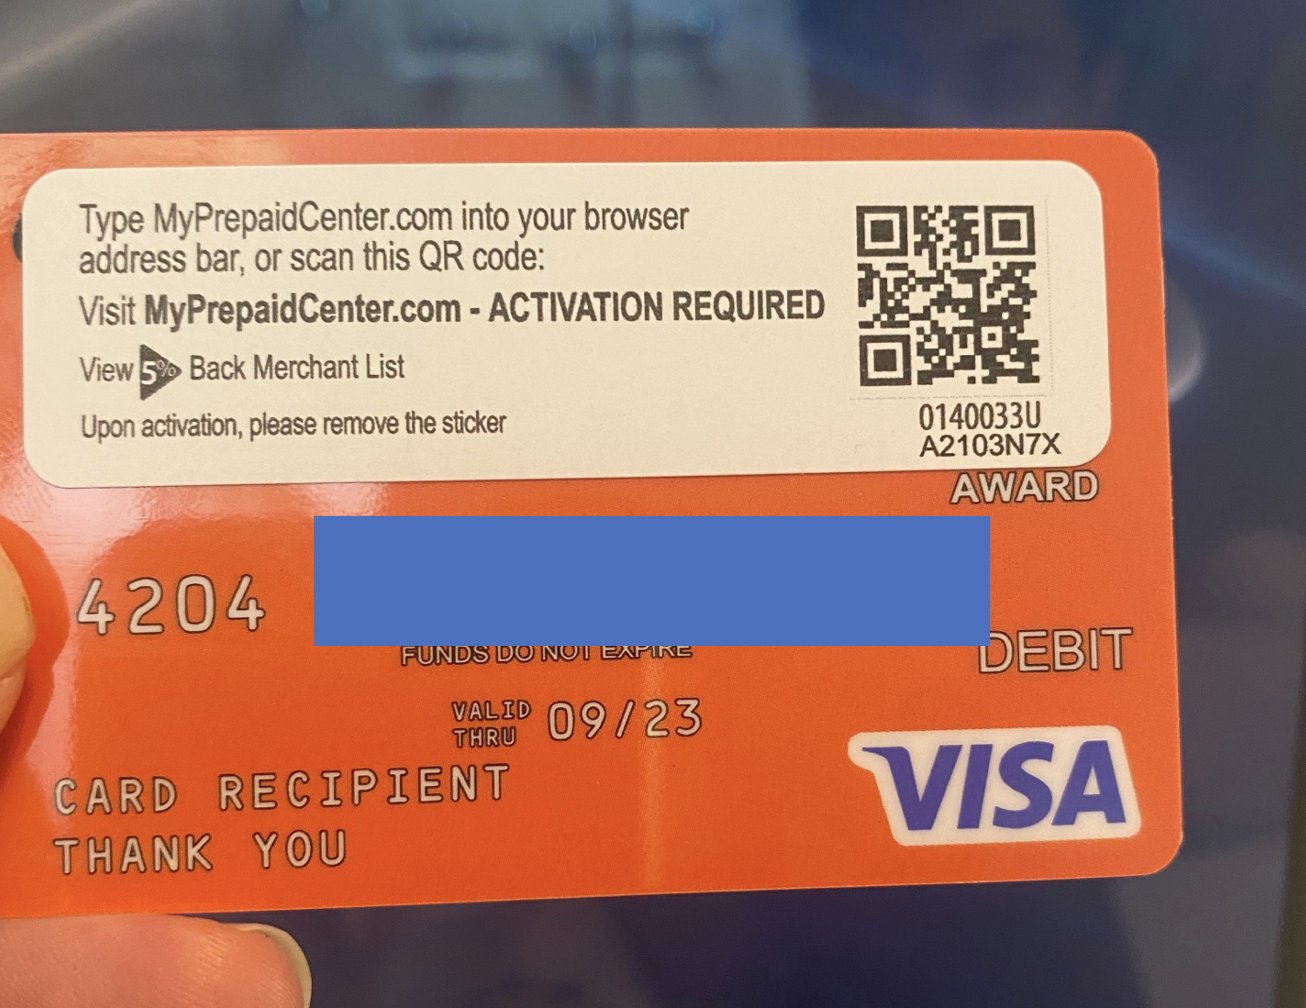 Type MyPrepaidCenter.com into your browser
address bar, or scan this QR code:
Visit MyPrepaidCenter.com - ACTIVATION REQUIRED
View 5% Back Merchant List
Upon activation, please remove the sticker
0140033U
A2103N7X
AWARD
4204
FUNDS DO NOT EXPIRE
DEBIT
VALID
THRU 09/23
CARD RECIPIENT
THANK YOU
VISA